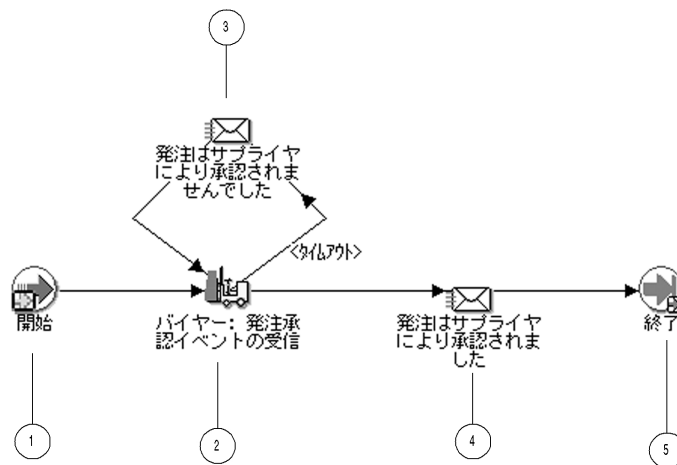 3
発注はサプライヤ
により承認されま
せんでした
<タイムアウト>
開始
バイヤー: 発注承
認イベントの受信
発注はサプライヤ
により承認されま
した
終了
1
2
4
5